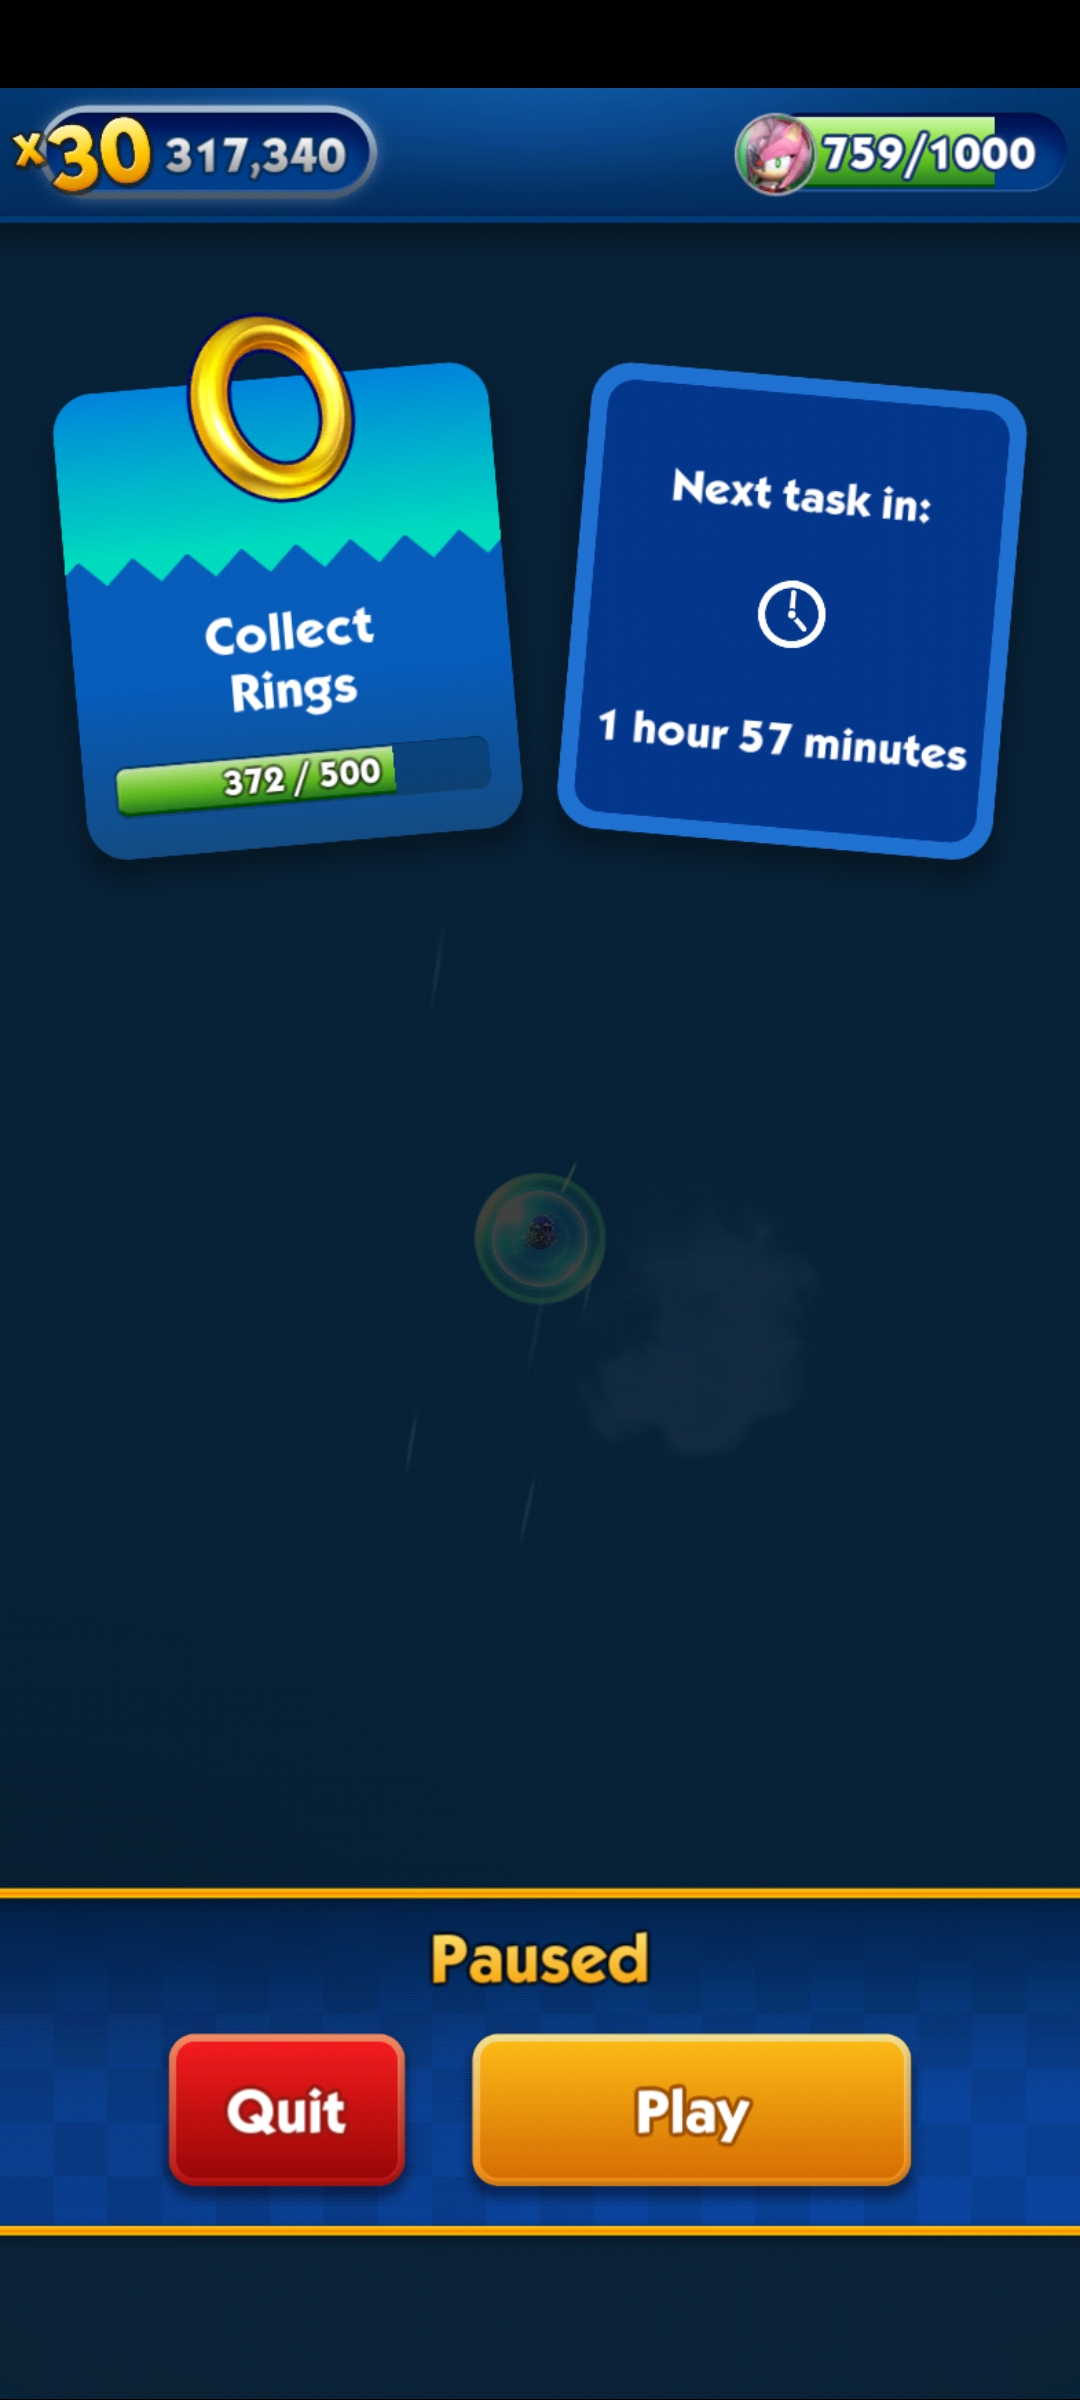 x30 317,340
759/1000
Collect
Rings
372 / 500
Next task in:
1 hour 57 minutes
Paused
Quit
Play